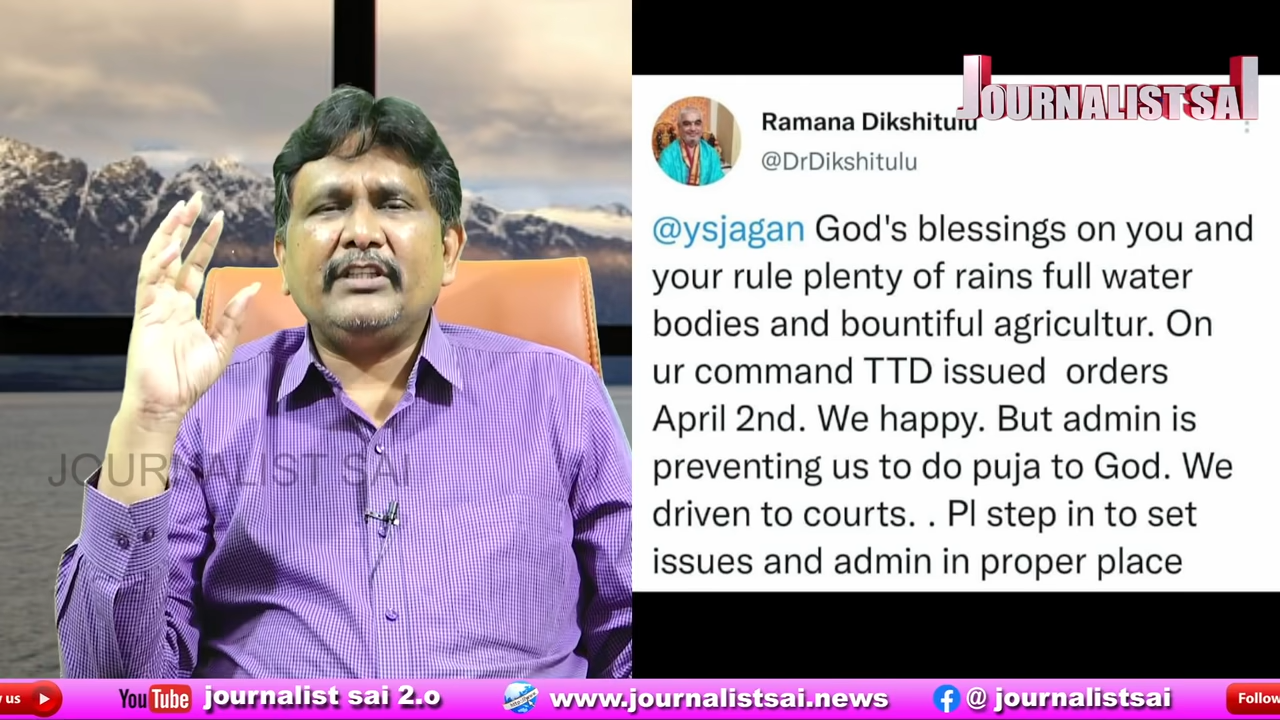 JOURNALIST SAI
Ramana Dikshitulu
@DrDikshitulu
@ysjagan God's blessings on you and
your rule plenty of rains full water
bodies and bountiful agricultur. On
ur command TTD issued  orders
April 2nd. We happy. But admin is
preventing us to do puja to God. We
driven to courts. . Pl step in to set
issues and admin in proper place
JOURNALIST SAI
us
YouTube journalist sai 2.o
www.journalistsai.news
@ journalistsai
Follow